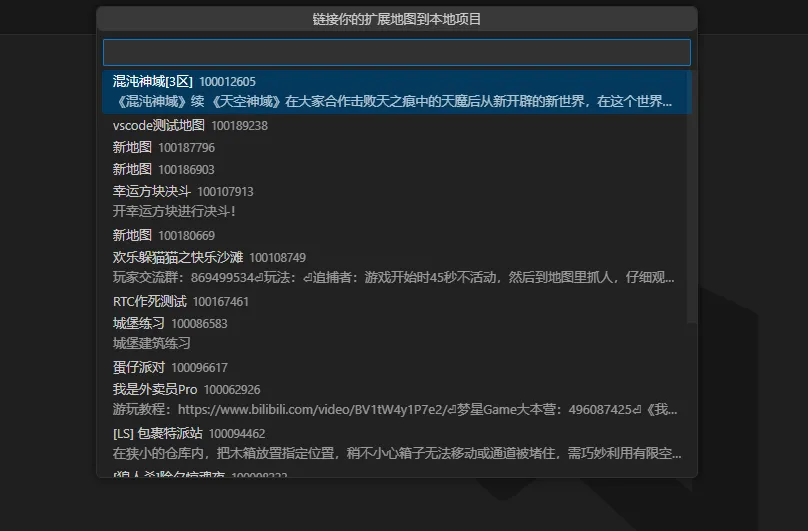 链接你的扩展地图到本地项目
混沌神域[3区] 100012605
《混沌神域》续 《天空神域》在大家合作击败天之痕中的天魔后从新开辟的新世界，在这个世界...
vscode测试地图 100189238
新地图 100187796
新地图 100186903
幸运方块决斗 100107913
开幸运方块进行决斗！
新地图 100180669
欢乐躲猫猫之快乐沙滩 100108749
玩家交流群：869499534⏎玩法：⏎追捕者：游戏开始时45秒不活动，然后到地图里抓人，仔细观...
RTC作死测试 100167461
城堡练习 100086583
城堡建筑练习
蛋仔派对 100096617
我是外卖员Pro 100062926
游玩教程：https://www.bilibili.com/video/BV1tW4y1P7e2/⏎梦星Game大本营：496087425⏎《我...
[LS] 包裹特派站 100094462
在狭小的仓库内，把木箱放置指定位置，稍不小心箱子无法移动或通道被堵住，需巧妙利用有限空...